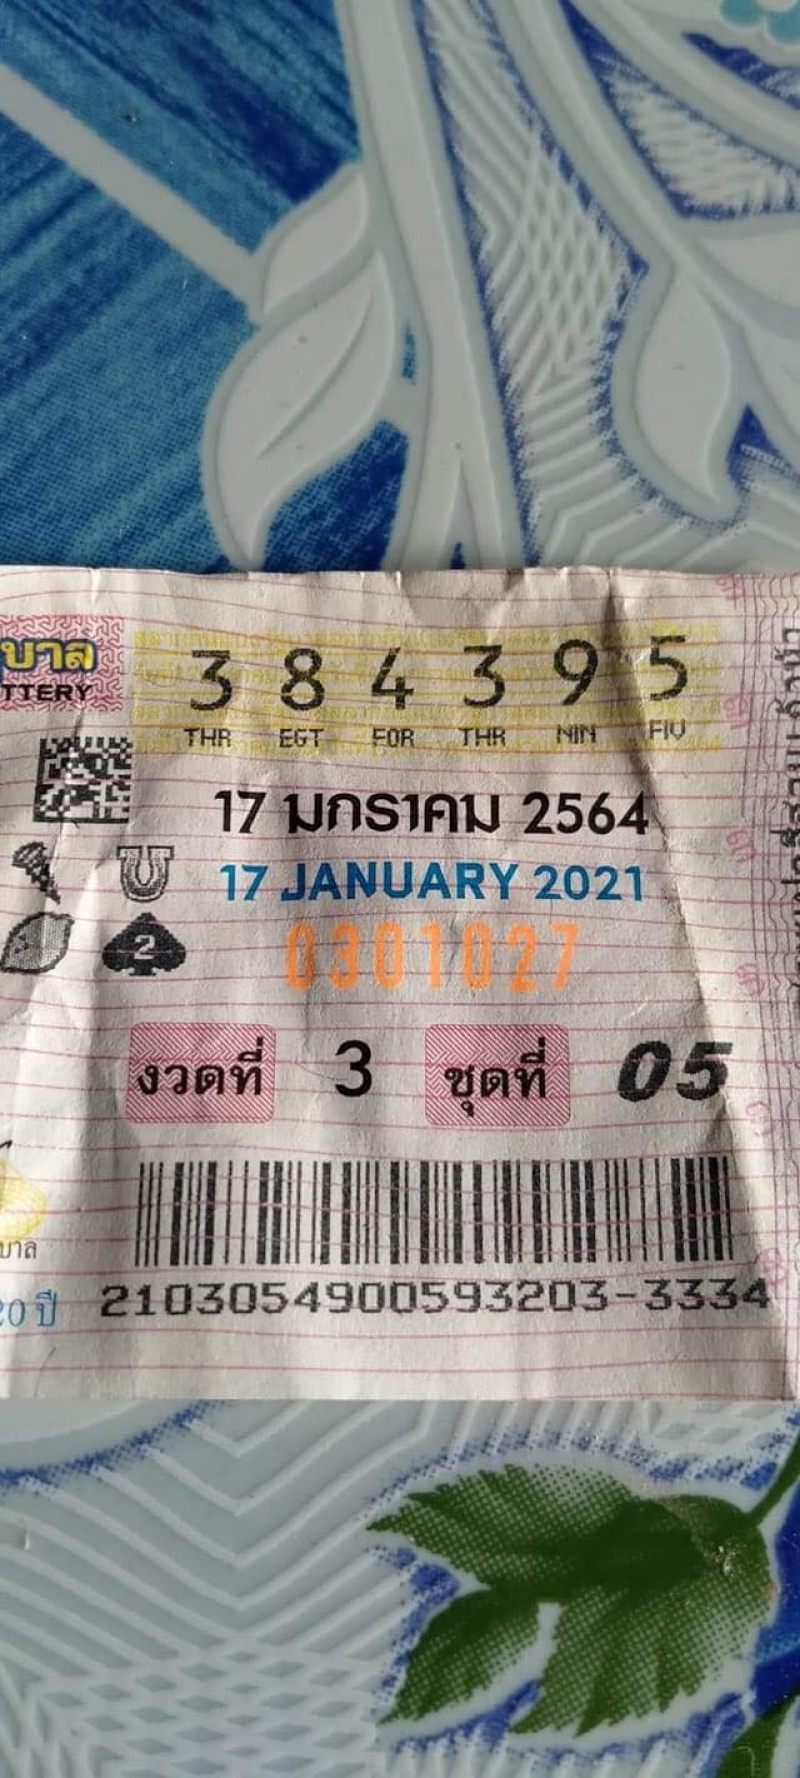 บาล
TTERY
3 8 4 3 9 5
THR EGT FOR THR NIN FIV
17 มกราคม 2564
17 JANUARY 2021
2
0301027
งวดที่ 3 ชุดที่ 05
บาล
20 ปี
2103054900593203-3334